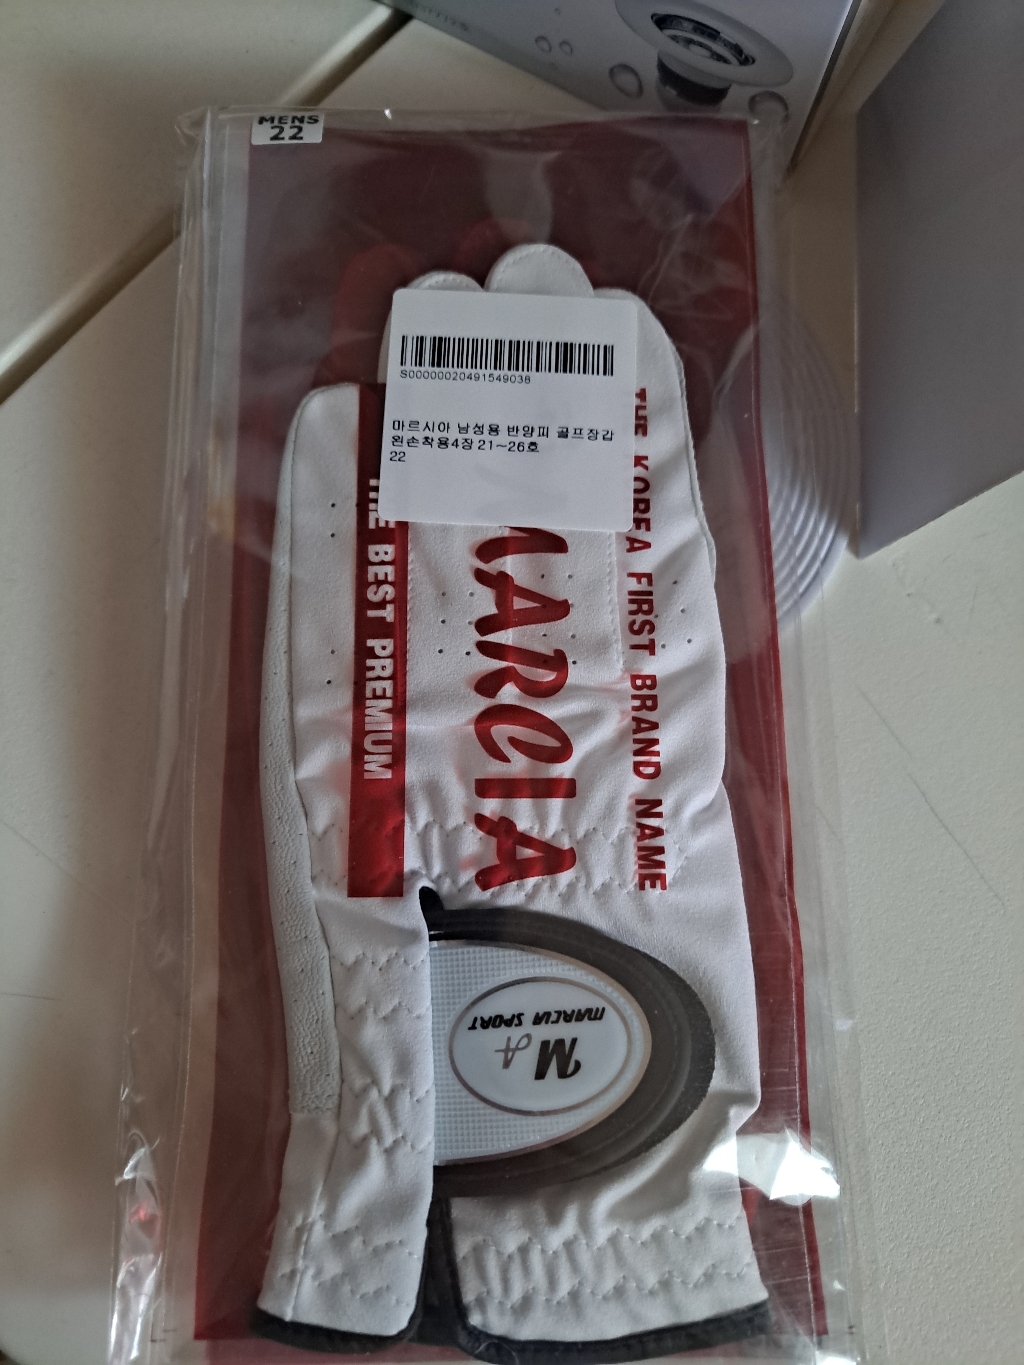 MENS
22
S00000020491549038
마르시아 남성용 반양피 골프장갑
왼손착용4장 21~26호
22
THE KOREA FIRST BRAND NAME
MARCIA
THE BEST PREMIUM
MARCIA SPORT
MA